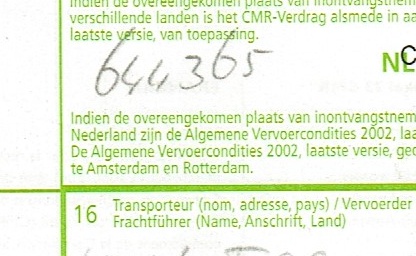 Indien de overeengekomen plaats van inontvangstnem
verschillende landen is het CMR-Verdrag alsmede in aa
laatste versie, van toepassing.
644365
NE
Indien de overeengekomen plaats van inontvangstnem
Nederland zijn de Algemene Vervoercondities 2002, laa
De Algemene Vervoercondities 2002, laatste versie, ged
te Amsterdam en Rotterdam.
16 Transporteur (nom, adresse, pays) / Vervoerder
Frachtführer (Name, Anschrift, Land)